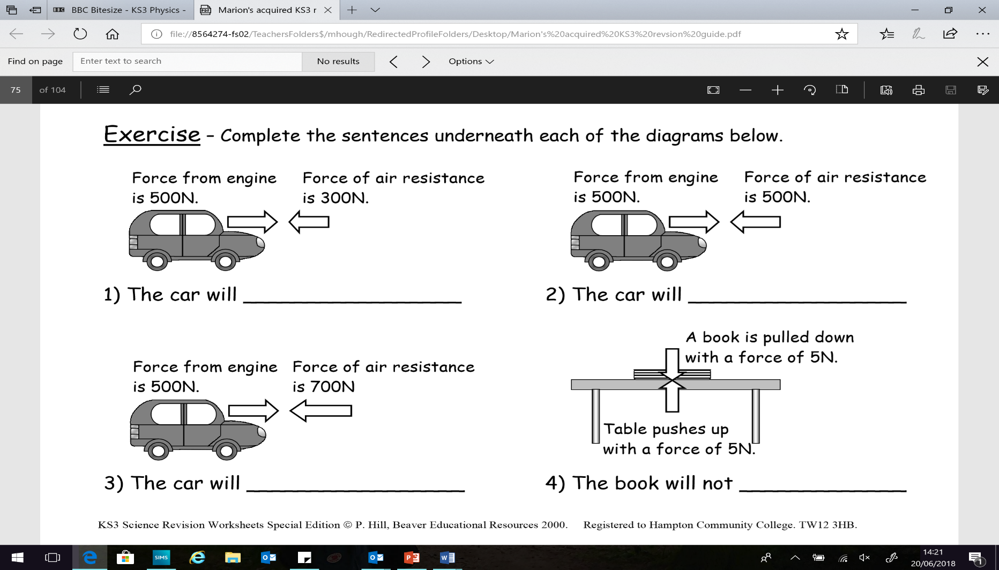 BBC BBC Bitesize - KS3 Physics -
PDF Marion's acquired KS3 r
file://8564274-fs02/TeachersFolders$/mhough/RedirectedProfileFolders/Desktop/Marion's%20acquired%20KS3%20revsion%20guide.pdf
Find on page Enter text to search No results Options
75 of 104
Exercise - Complete the sentences underneath each of the diagrams below.
Force from engine
is 500N.
Force of air resistance
is 300N.
1) The car will ____________________
Force from engine
is 500N.
Force of air resistance
is 500N.
2) The car will ____________________
Force from engine
is 500N.
Force of air resistance
is 700N
3) The car will ____________________
A book is pulled down
with a force of 5N.
Table pushes up
with a force of 5N.
4) The book will not _______________
KS3 Science Revision Worksheets Special Edition © P. Hill, Beaver Educational Resources 2000. Registered to Hampton Community College. TW12 3HB.
SIMS
14:21
20/06/2018
1